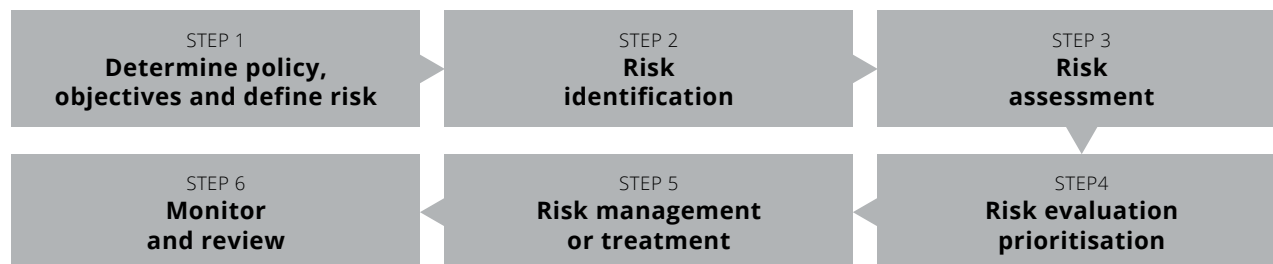 STEP 1
Determine policy,
objectives and define risk
STEP 2
Risk
identification
STEP 3
Risk
assessment
STEP4
Risk evaluation
prioritisation
STEP 5
Risk management
or treatment
STEP 6
Monitor
and review